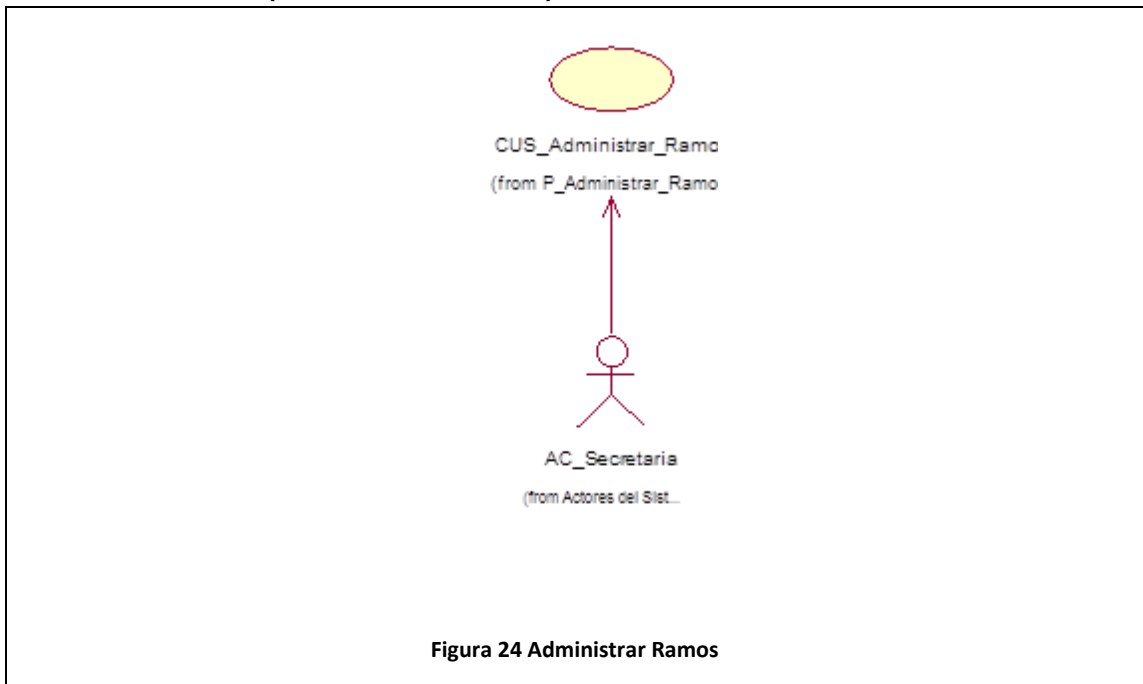 CUS_Administrar_Ramo
(from P_Administrar_Ramo
AC_Secretaria
(from Actores del Sist...
Figura 24 Administrar Ramos